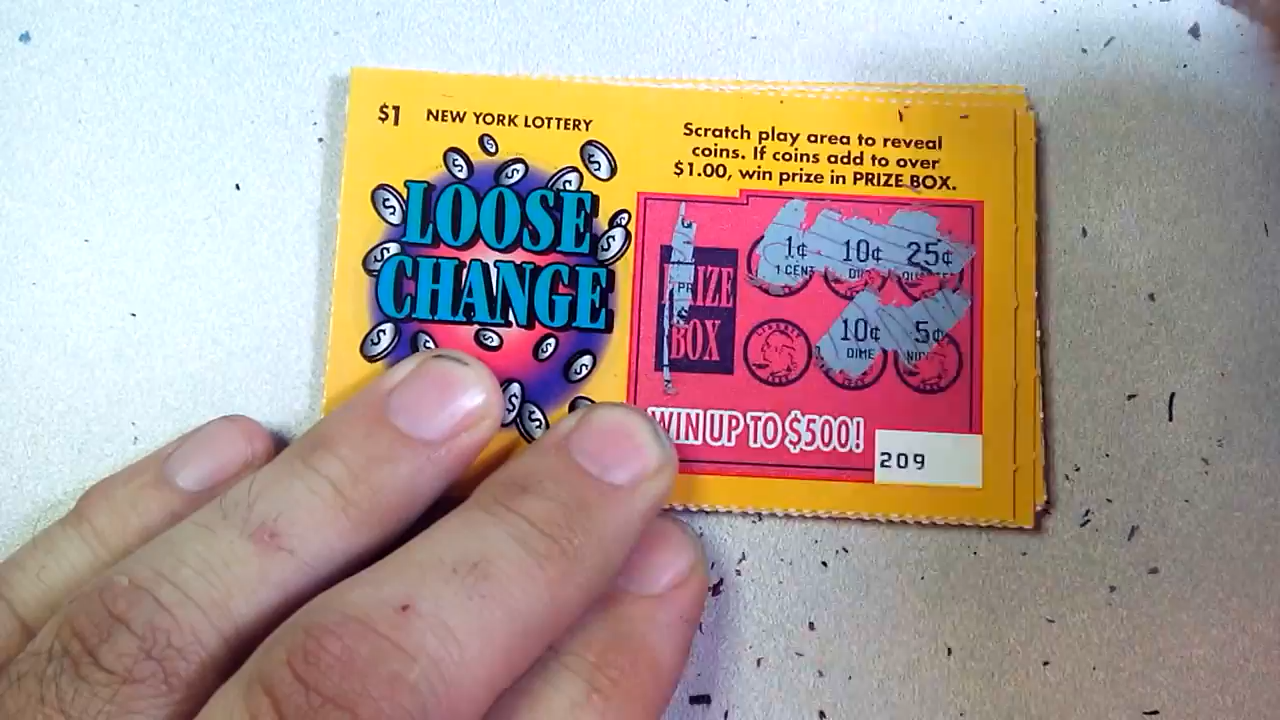 $1 NEW YORK LOTTERY
LOOSE
CHANGE
Scratch play area to reveal
coins. If coins add to over
$1.00, win prize in PRIZE BOX.
PRIZE
BOX
1¢ 10¢ 25¢
1 CENT
10¢ 5¢
DIME
LIBERTY
WIN UP TO $500!
209